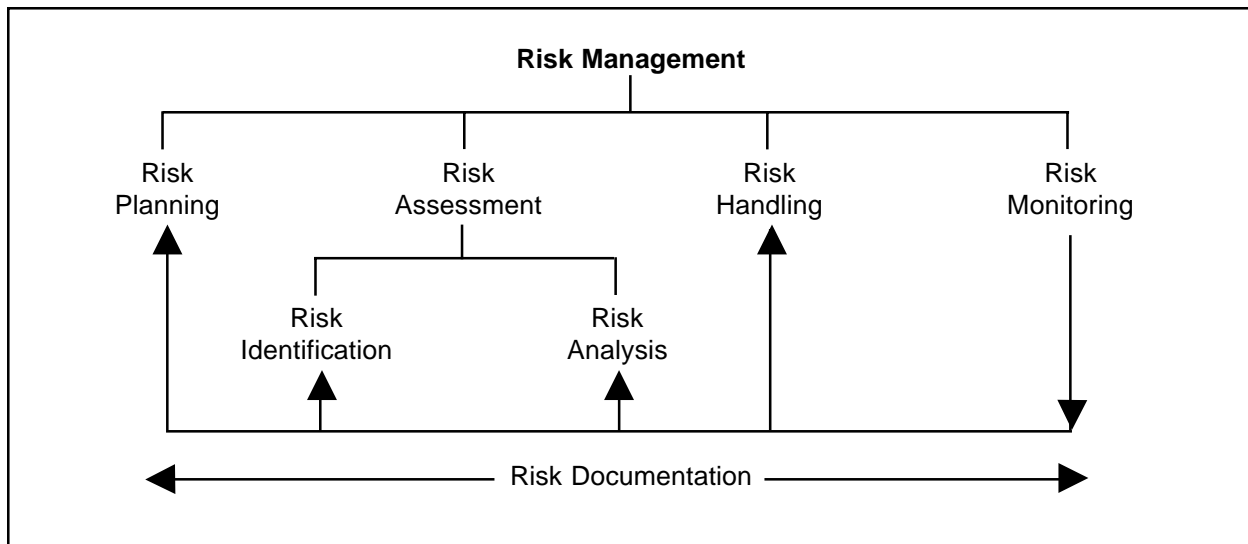 Risk Management
Risk
Planning
Risk
Assessment
Risk
Handling
Risk
Monitoring
Risk
Identification
Risk
Analysis
Risk Documentation